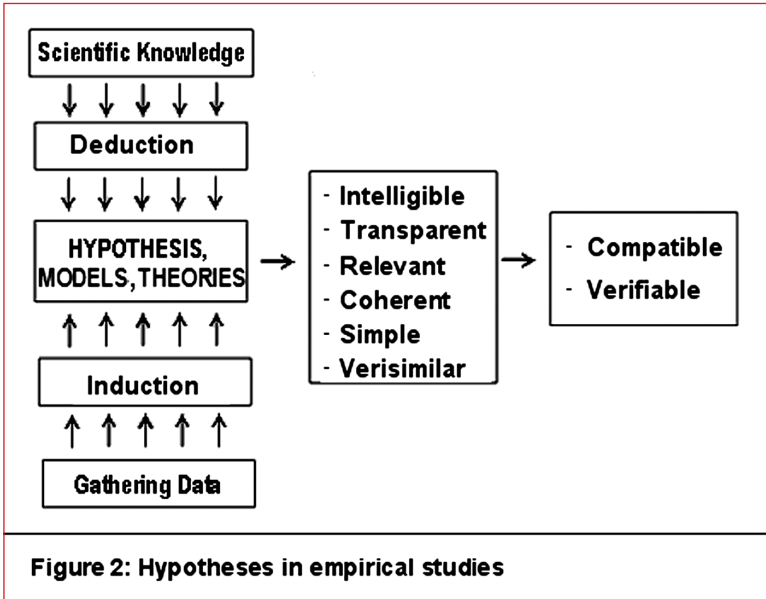 Scientific Knowledge
Deduction
HYPOTHESIS,
MODELS, THEORIES
Induction
Gathering Data
- Intelligible
- Transparent
- Relevant
- Coherent
- Simple
- Verisimilar
- Compatible
- Verifiable
Figure 2: Hypotheses in empirical studies